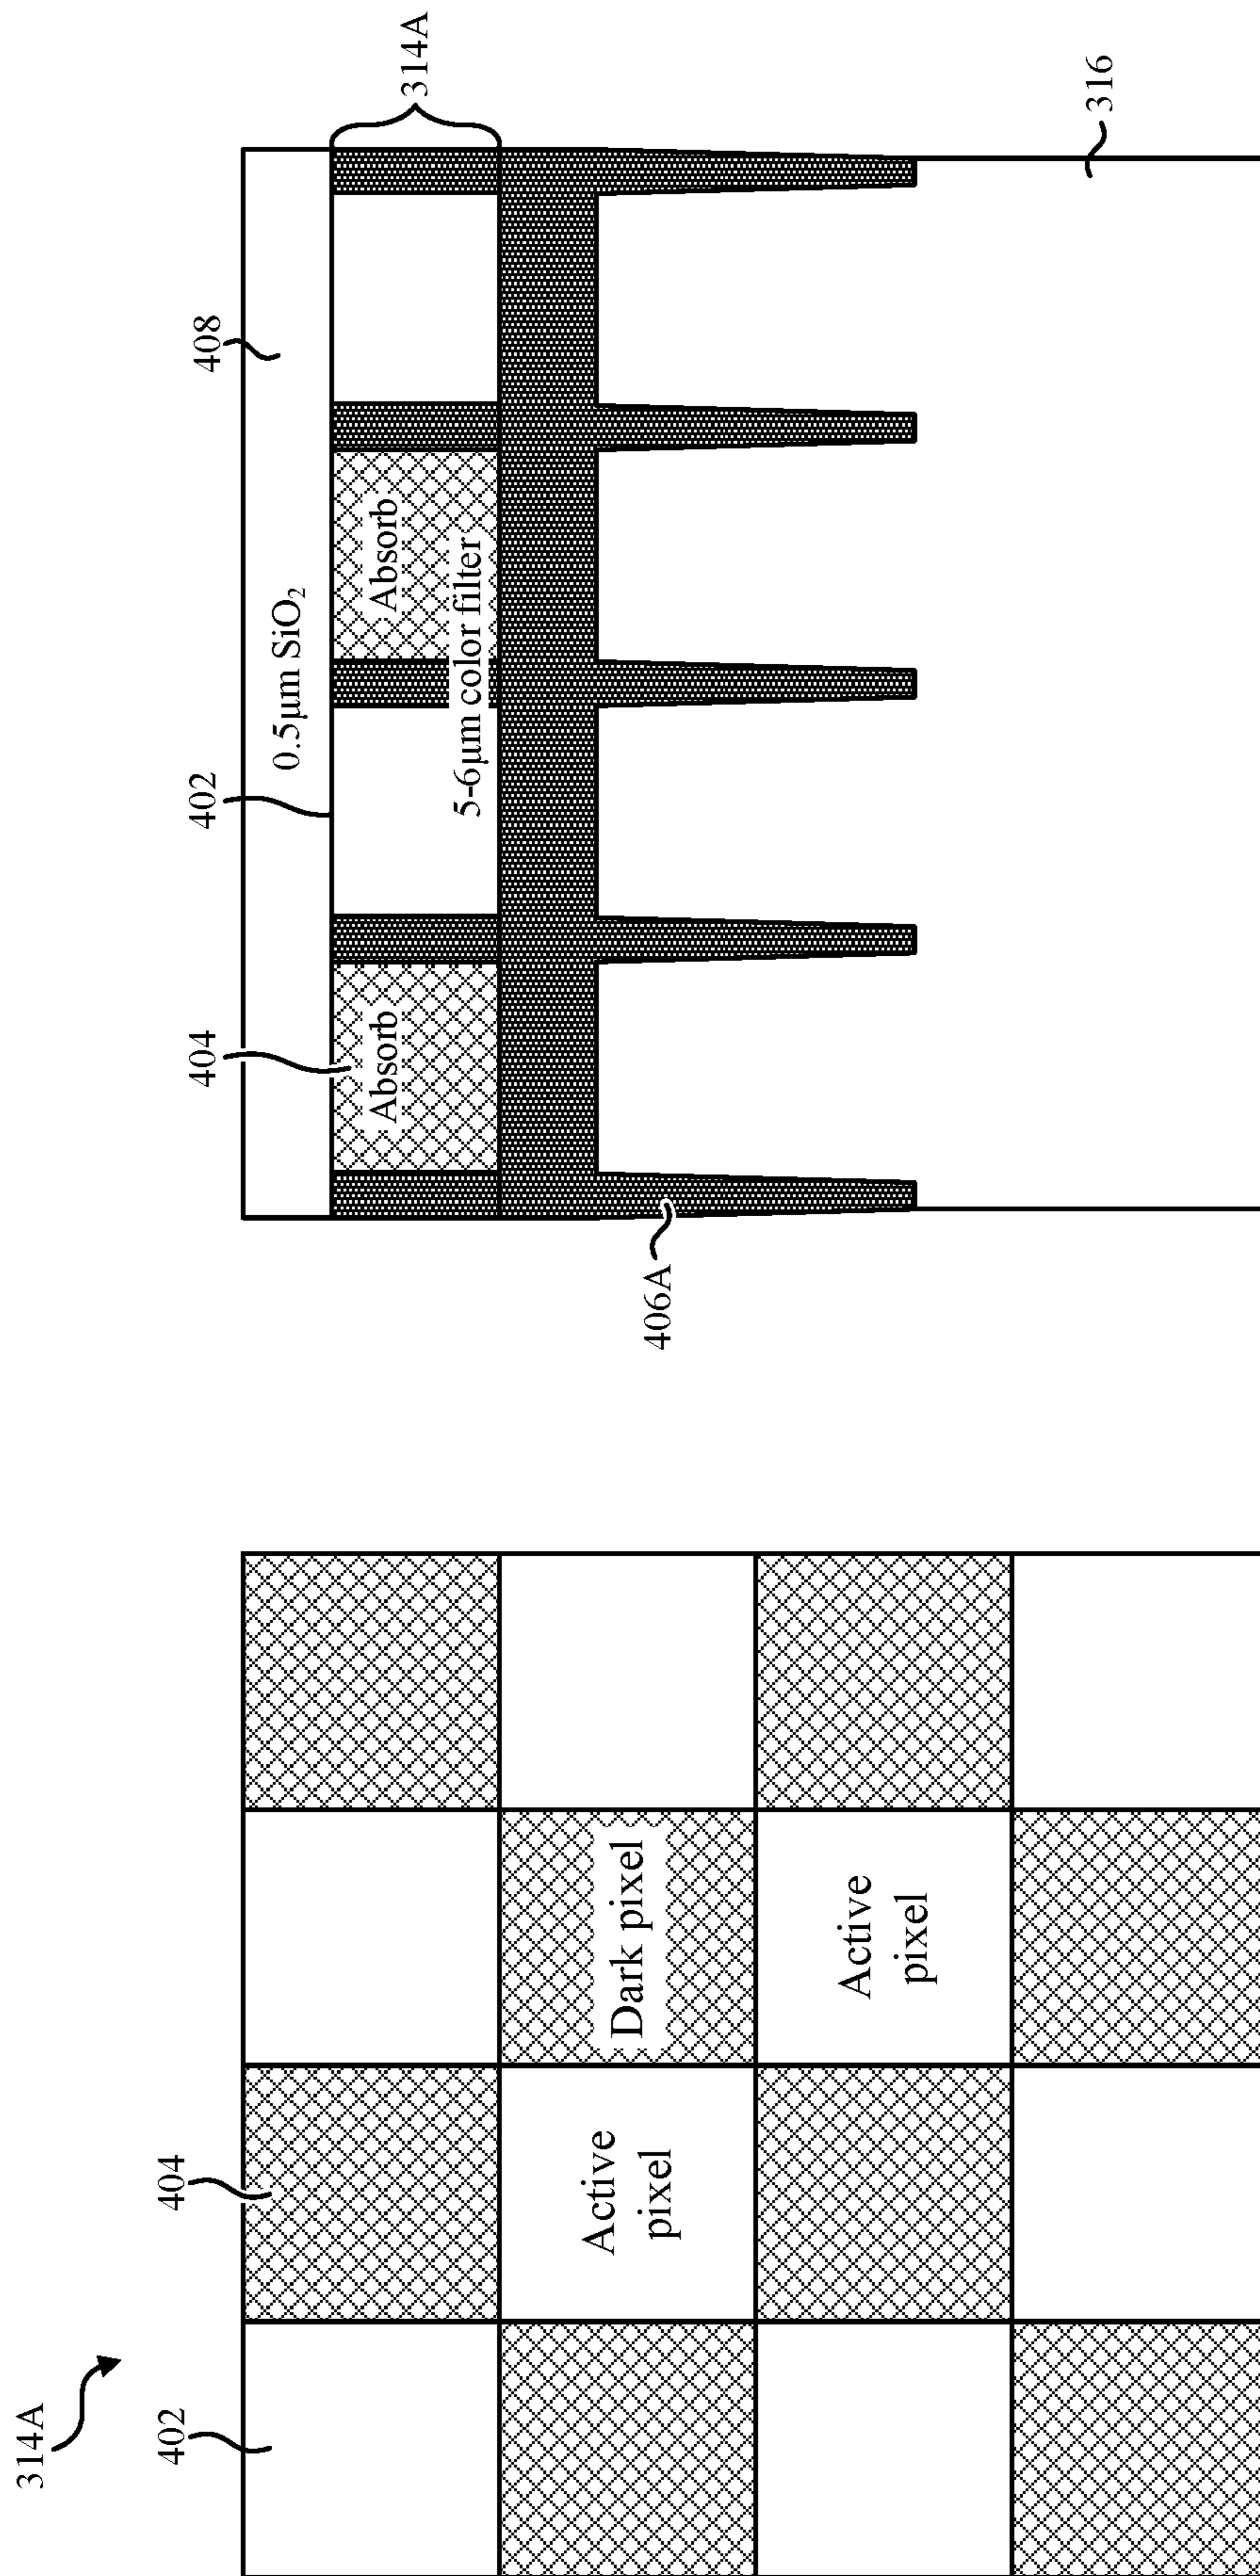 314A
402
404
Active
pixel
Dark pixel
Active
pixel
404
402
408
0.5μm SiO₂
Absorb
Absorb
5-6μm color filter
314A
406A
316